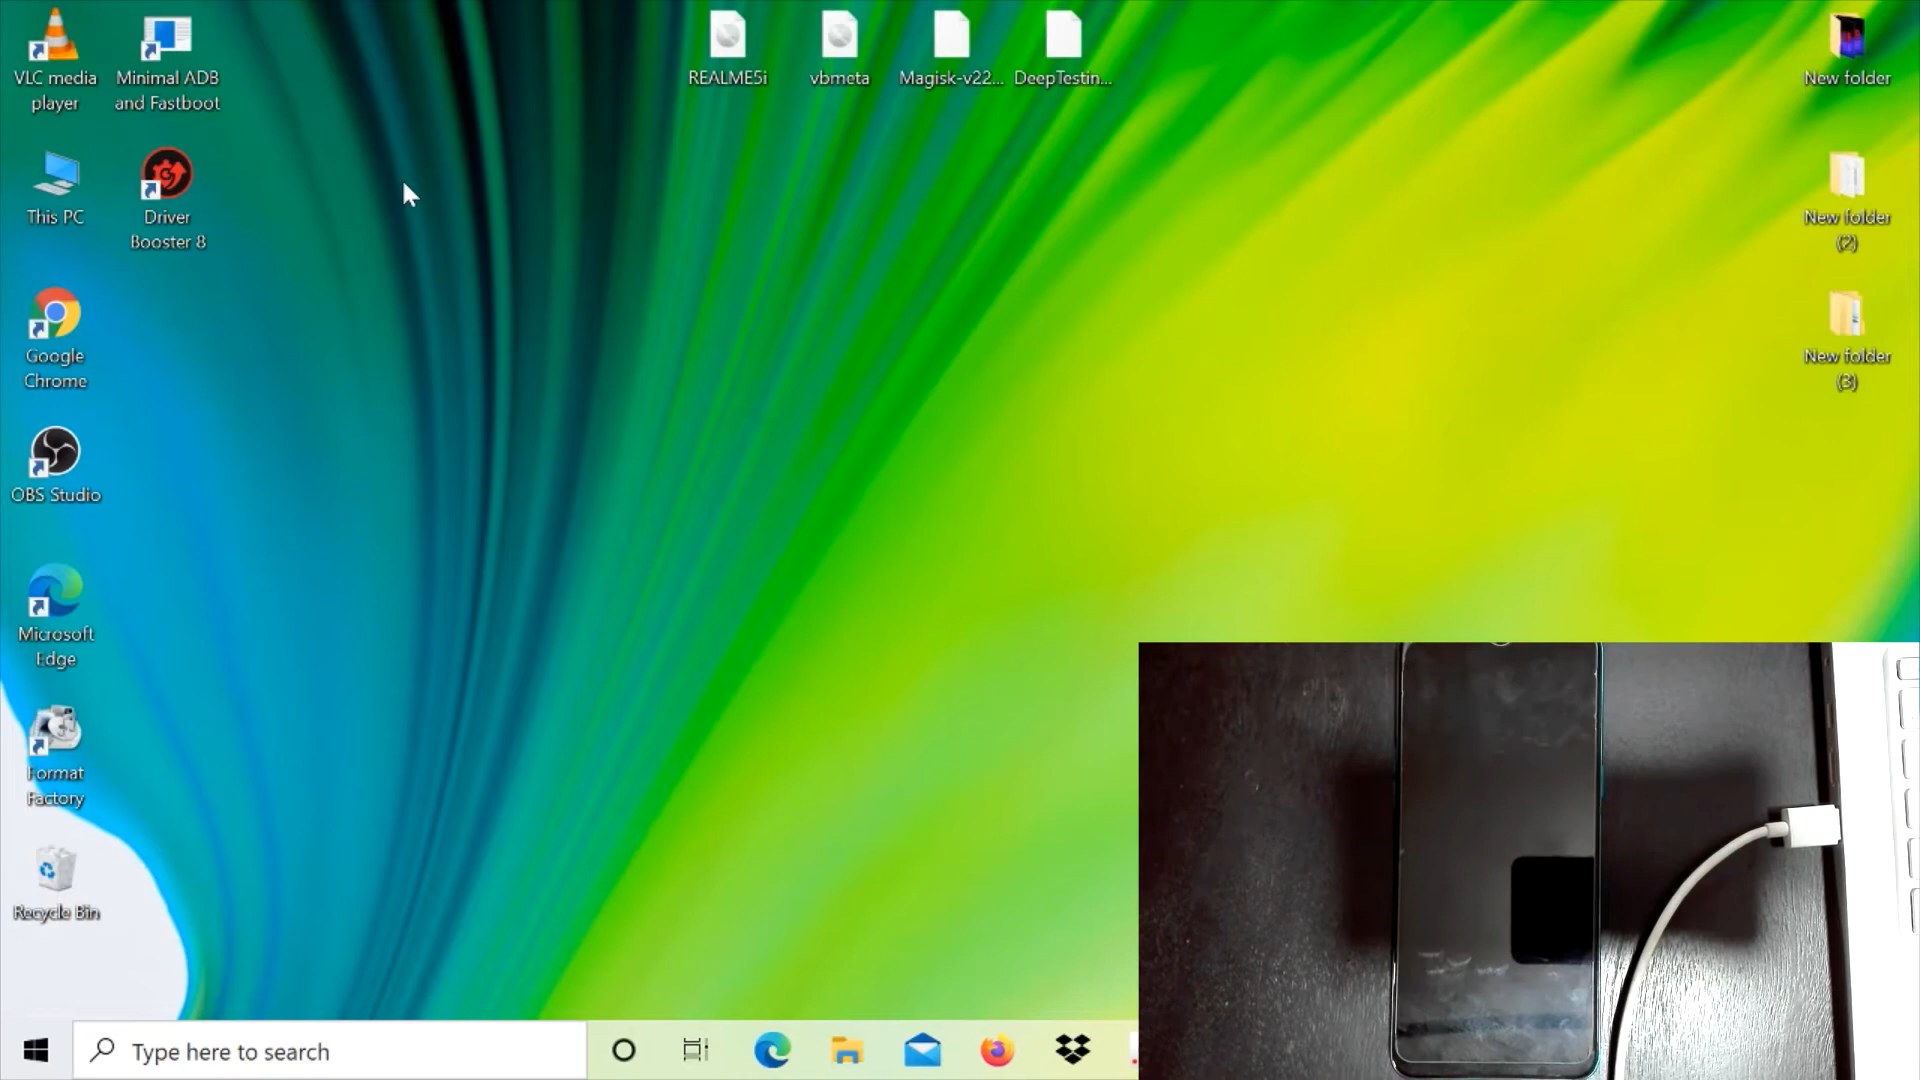 VLC media
player
Minimal ADB
and Fastboot
REALME5i
vbmeta
Magisk-v22...
DeepTestin...
New folder
This PC
Driver
Booster 8
New folder
(2)
Google
Chrome
New folder
(3)
OBS Studio
Microsoft
Edge
Format
Factory
Recycle Bin
Type here to search